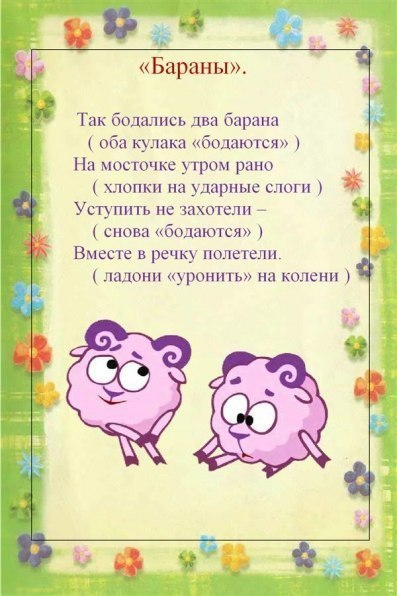 «Бараны».
Так бодались два барана
( оба кулака «бодаются» )
На мосточке утром рано
( хлопки на ударные слоги )
Уступить не захотели –
( снова «бодаются» )
Вместе в речку полетели.
( ладони «уронить» на колени )